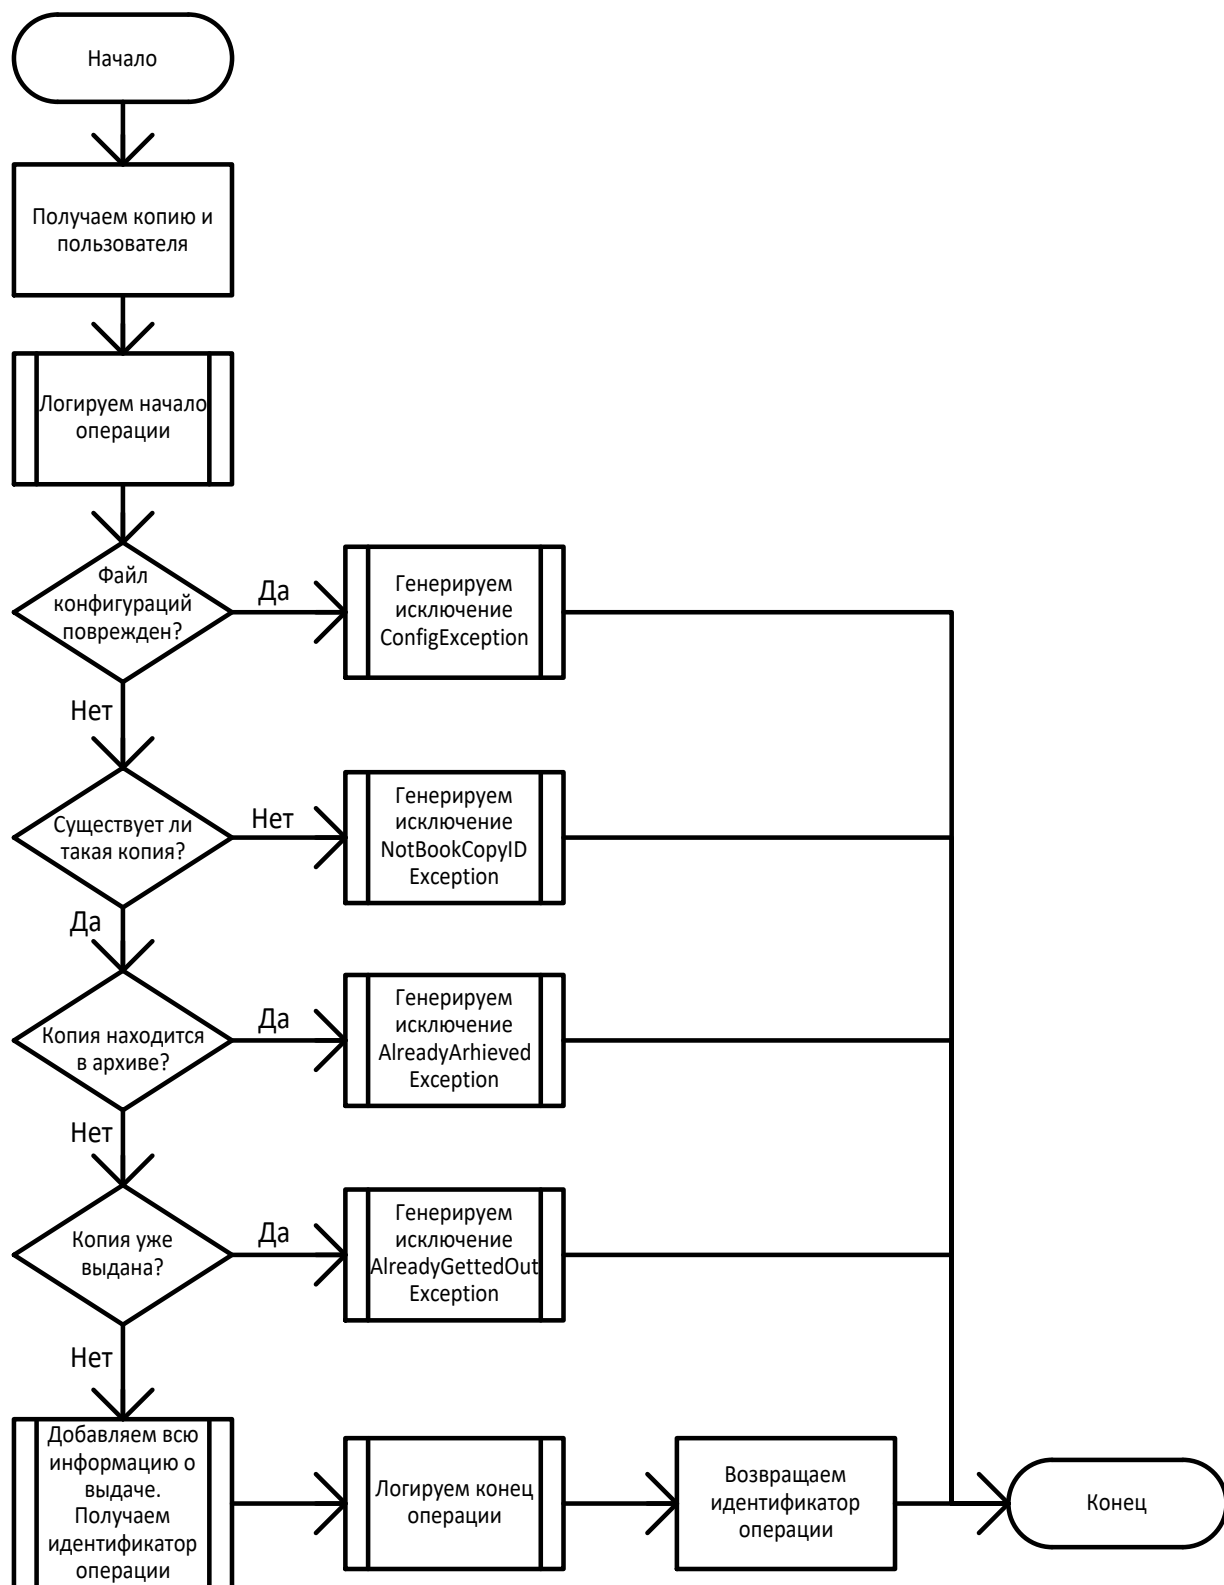 Начало
Получаем копию и
пользователя
Логируем начало
операции
Файл
конфигураций
поврежден?
Да
Генерируем
исключение
ConfigException
Нет
Существует ли
такая копия?
Нет
Генерируем
исключение
NotBookCopyID
Exception
Да
Копия находится
в архиве?
Да
Генерируем
исключение
AlreadyArhieved
Exception
Нет
Копия уже
выдана?
Да
Генерируем
исключение
AlreadyGettedOut
Exception
Нет
Добавляем всю
информацию о
выдаче.
Получаем
идентификатор
операции
Логируем конец
операции
Возвращаем
идентификатор
операции
Конец